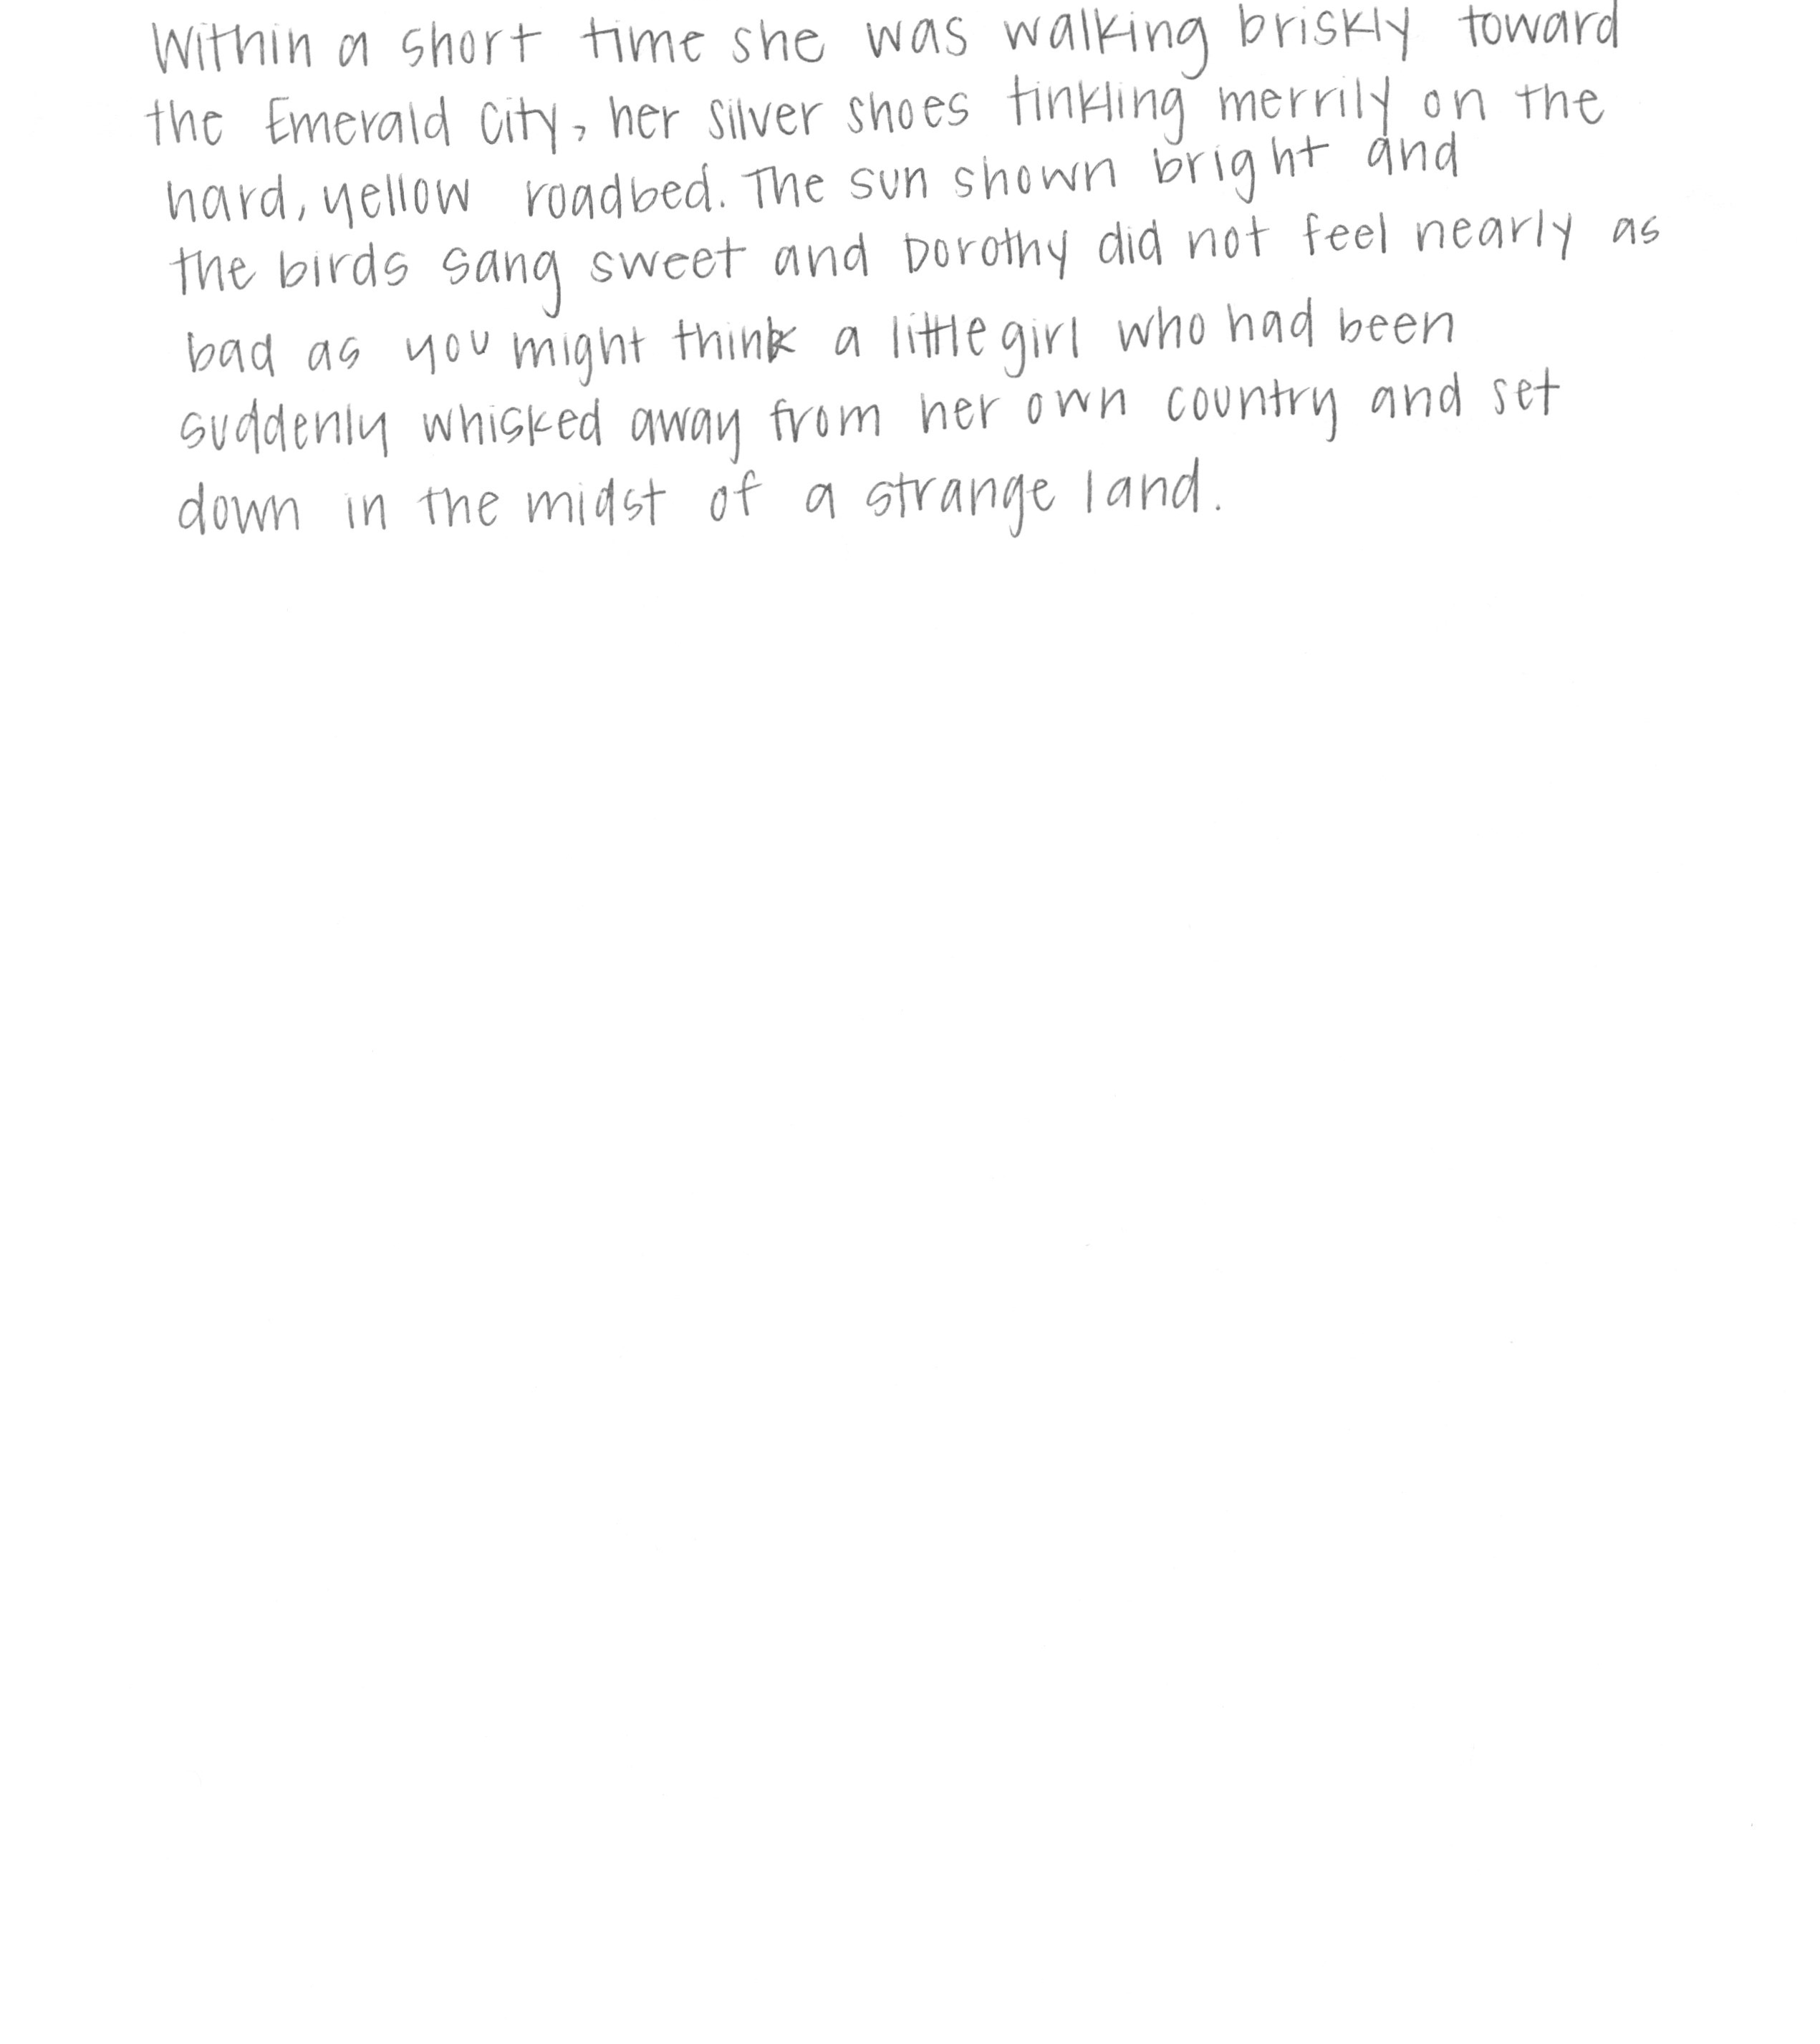 Within a short time she was walking briskly toward
the Emerald City, her silver shoes tinkling merrily on the
hard, yellow roadbed. The sun shown bright and
the birds sang sweet and Dorothy did not feel nearly as
bad as you might think a little girl who had been
suddenly whisked away from her own country and set
down in the midst of a strange land.